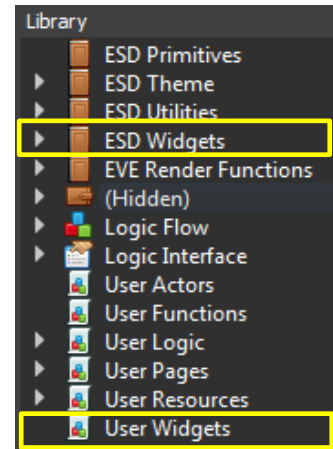 Library
ESD Primitives
ESD Theme
ESD Utilities
ESD Widgets
EVE Render Functions
(Hidden)
Logic Flow
Logic Interface
User Actors
User Functions
User Logic
User Pages
User Resources
User Widgets